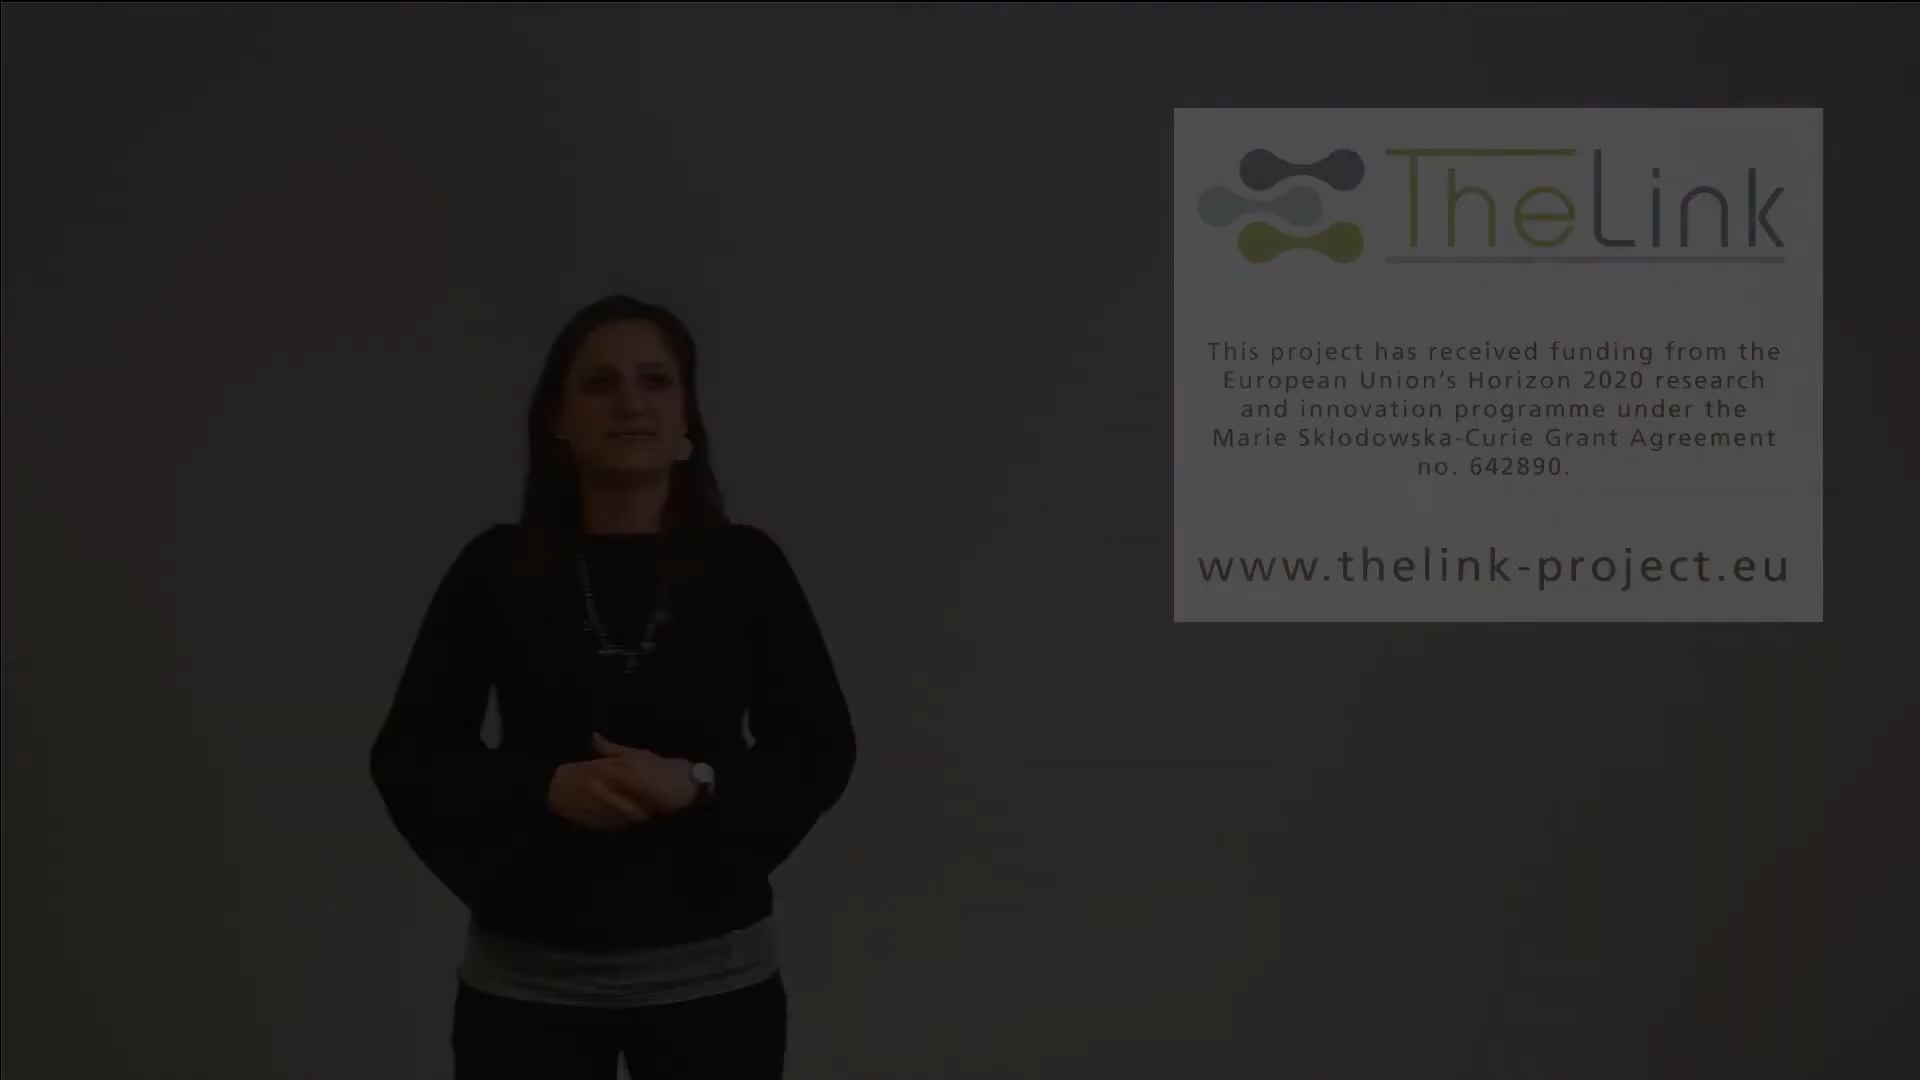 TheLink
This project has received funding from the
European Union's Horizon 2020 research
and innovation programme under the
Marie Skłodowska-Curie Grant Agreement
no. 642890.
www.thelink-project.eu